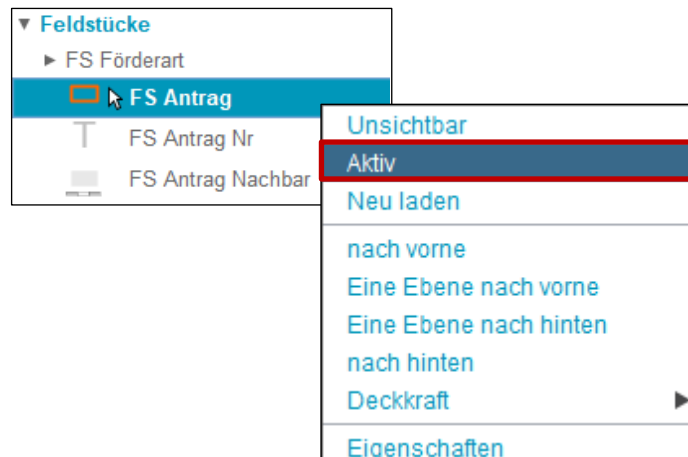 Feldstücke
FS Förderart
FS Antrag
FS Antrag Nr
FS Antrag Nachbar
Unsichtbar
Aktiv
Neu laden
nach vorne
Eine Ebene nach vorne
Eine Ebene nach hinten
nach hinten
Deckkraft
Eigenschaften